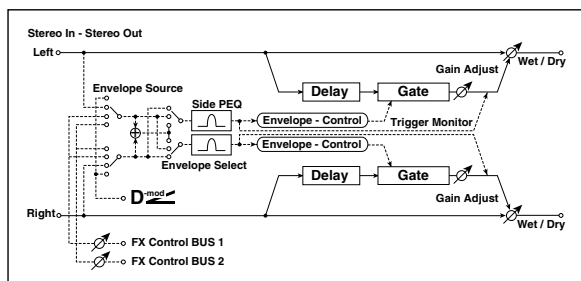 Stereo In - Stereo Out
Left
Wet / Dry
Envelope Source
Side PEQ
Delay
Gate
Gain Adjust
Envelope - Control
Trigger Monitor
Envelope - Control
Envelope Select
D-mod
Delay
Gate
Gain Adjust
Right
Wet / Dry
FX Control BUS 1
FX Control BUS 2